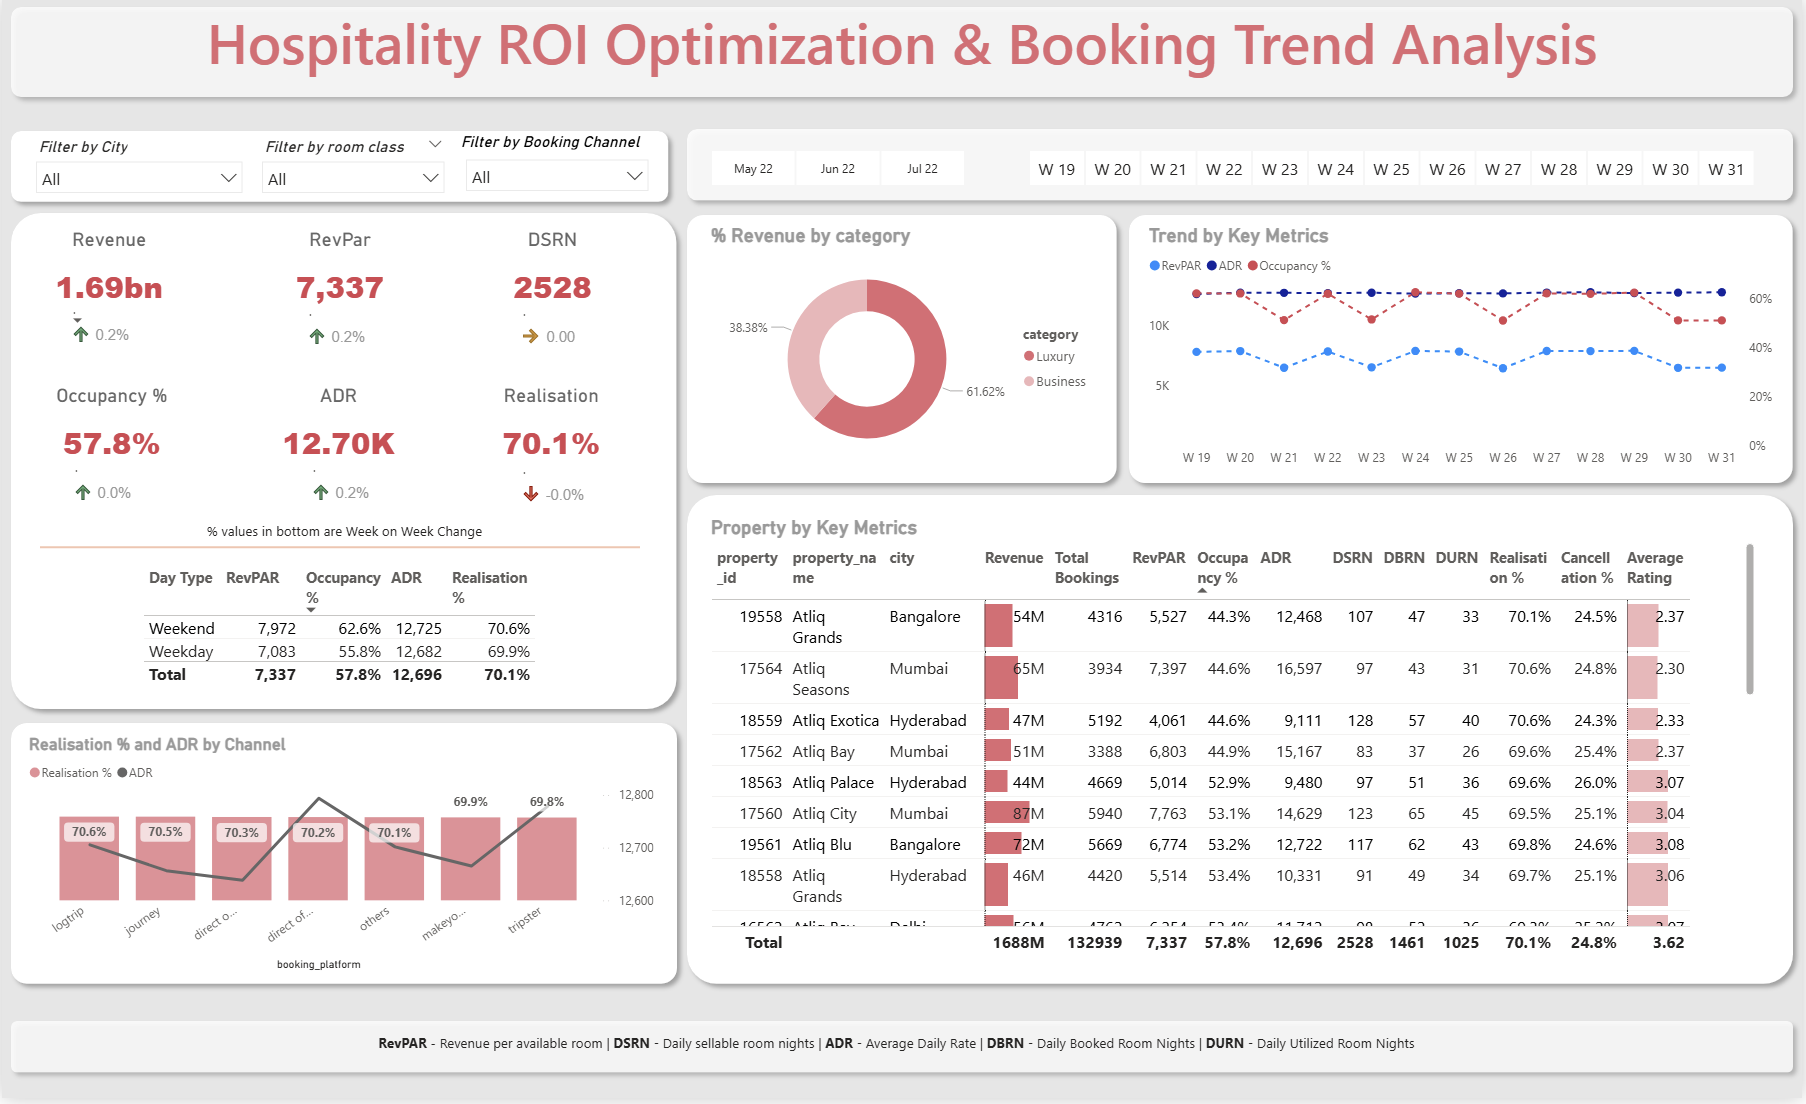 Hospitality ROI Optimization & Booking Trend Analysis
Filter by City
Filter by room class
Filter by Booking Channel
All
All
All
May 22 Jun 22 Jul 22
W 19 W 20 W 21 W 22 W 23 W 24 W 25 W 26 W 27 W 28 W 29 W 30 W 31
Revenue RevPar DSRN
1.69bn 7,337 2528
0.2% 0.2% 0.00
Occupancy % ADR Realisation
57.8% 12.70K 70.1%
0.0% 0.2% -0.0%
% values in bottom are Week on Week Change
Day Type RevPAR Occupancy ADR Realisation
% %
Weekend 7,972 62.6% 12,725 70.6%
Weekday 7,083 55.8% 12,682 69.9%
Total 7,337 57.8% 12,696 70.1%
Realisation % and ADR by Channel
Realisation % ADR
70.6% 70.5% 70.3% 70.2% 70.1% 69.9% 69.8%
12,800
12,700
12,600
logtrip journey direct o... direct of... others makeyo... tripster
booking_platform
% Revenue by category
38.38%
61.62%
category
Luxury
Business
Trend by Key Metrics
RevPAR ADR Occupancy %
10K
5K
60%
40%
20%
0%
W 19 W 20 W 21 W 22 W 23 W 24 W 25 W 26 W 27 W 28 W 29 W 30 W 31
Property by Key Metrics
property property_na city Revenue Total RevPAR Occupa ADR DSRN DBRN DURN Realisati Cancell Average
_id me Bookings ncy % on % ation % Rating
19558 Atliq Bangalore 54M 4316 5,527 44.3% 12,468 107 47 33 70.1% 24.5% 2.37
Grands
17564 Atliq Mumbai 65M 3934 7,397 44.6% 16,597 97 43 31 70.6% 24.8% 2.30
Seasons
18559 Atliq Exotica Hyderabad 47M 5192 4,061 44.6% 9,111 128 57 40 70.6% 24.3% 2.33
17562 Atliq Bay Mumbai 51M 3388 6,803 44.9% 15,167 83 37 26 69.6% 25.4% 2.37
18563 Atliq Palace Hyderabad 44M 4669 5,014 52.9% 9,480 97 51 36 69.6% 26.0% 3.07
17560 Atliq City Mumbai 87M 5940 7,763 53.1% 14,629 123 65 45 69.5% 25.1% 3.04
19561 Atliq Blu Bangalore 72M 5669 6,774 53.2% 12,722 117 62 43 69.8% 24.6% 3.08
18558 Atliq Hyderabad 46M 4420 5,514 53.4% 10,331 91 49 34 69.7% 25.1% 3.06
Grands
Total 1688M 132939 7,337 57.8% 12,696 2528 1461 1025 70.1% 24.8% 3.62
RevPAR - Revenue per available room | DSRN - Daily sellable room nights | ADR - Average Daily Rate | DBRN - Daily Booked Room Nights | DURN - Daily Utilized Room Nights